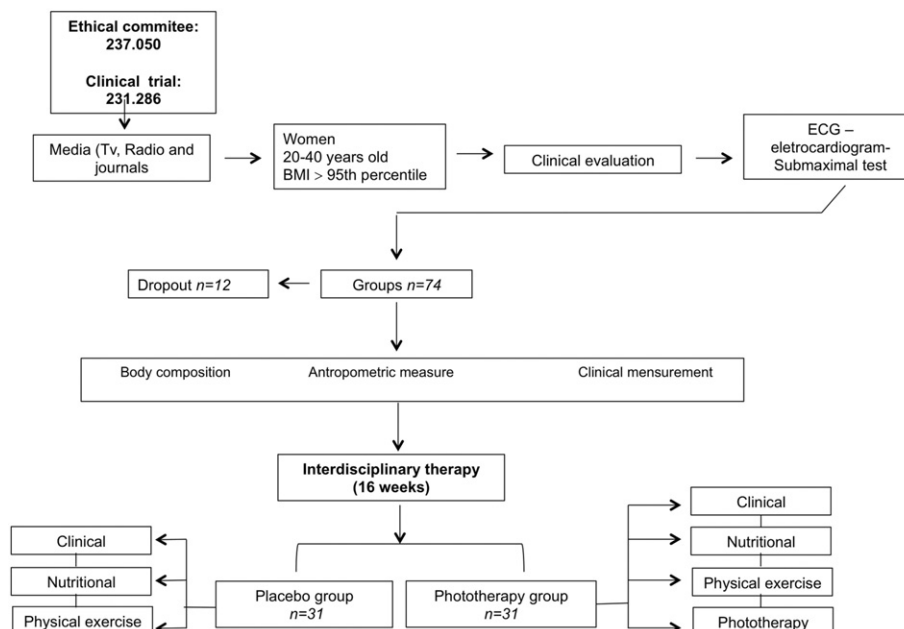 Ethical commitee:
237.050
Clinical trial:
231.286
Media (Tv, Radio and
journals
Women
20-40 years old
BMI > 95th percentile
Clinical evaluation
ECG –
eletrocardiogram-
Submaximal test
Dropout n=12
Groups n=74
Body composition
Antropometric measure
Clinical mensurement
Interdisciplinary therapy
(16 weeks)
Clinical
Nutritional
Physical exercise
Placebo group
n=31
Phototherapy group
n=31
Clinical
Nutritional
Physical exercise
Phototherapy